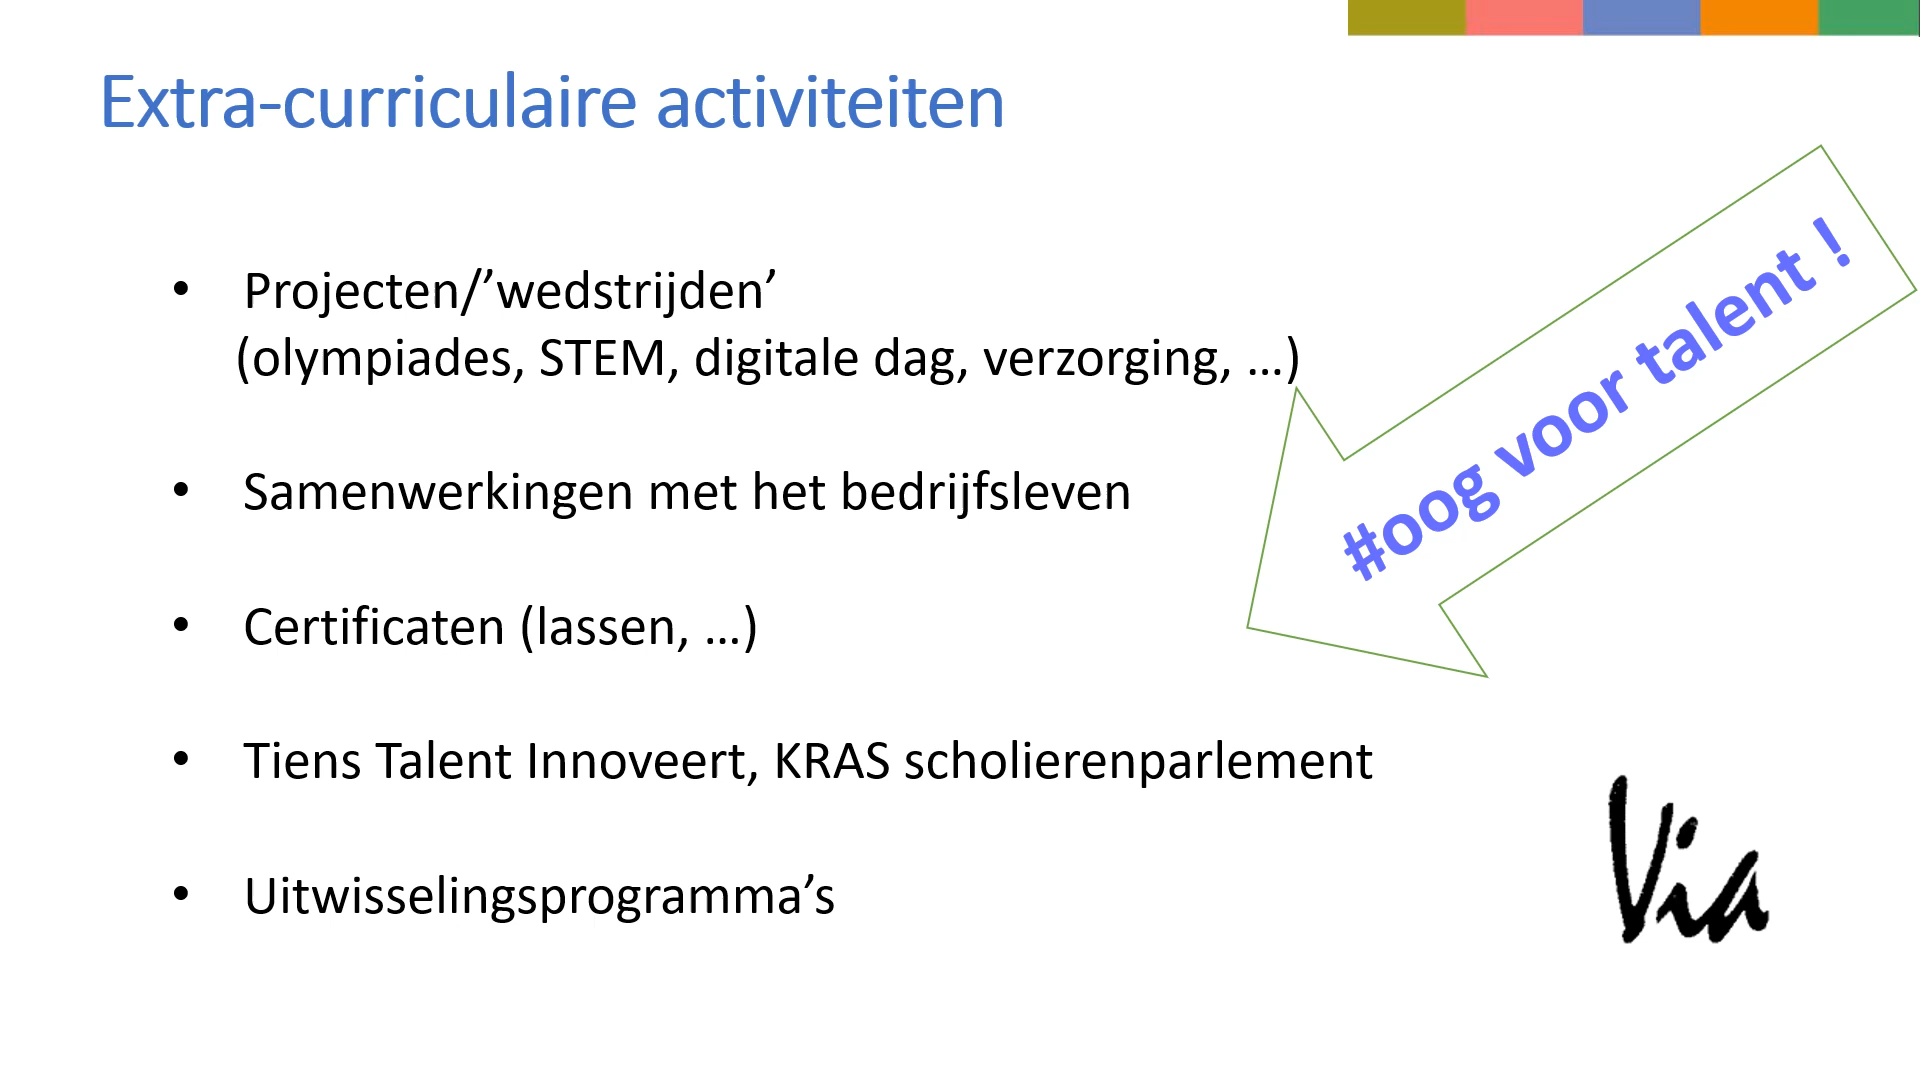 Extra-curriculaire activiteiten
• Projecten/’wedstrijden’
(olympiades, STEM, digitale dag, verzorging, …)
• Samenwerkingen met het bedrijfsleven
• Certificaten (lassen, …)
• Tiens Talent Innoveert, KRAS scholierenparlement
• Uitwisselingsprogramma’s
#oog voor talent !
Via